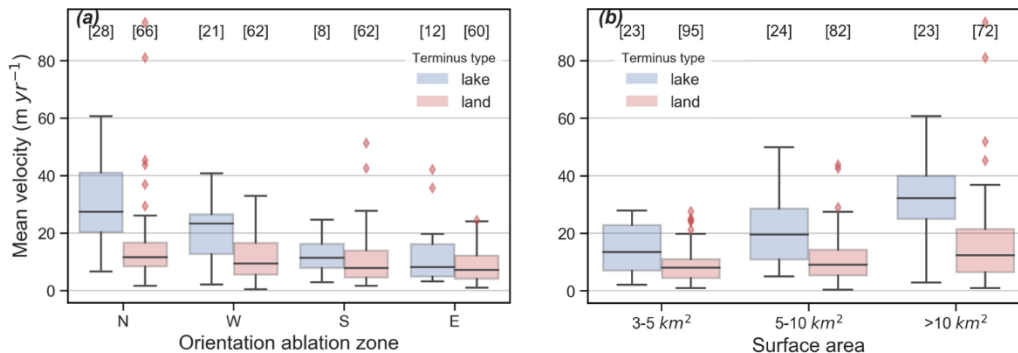 (a)
[28] [66] [21] [62] [8] [62] [12] [60]
Terminus type
lake
land
80
60
40
20
0
Mean velocity (m yr−1)
N W S E
Orientation ablation zone
(b)
[23] [95] [24] [82] [23] [72]
Terminus type
lake
land
80
60
40
20
0
3-5 km2 5-10 km2 >10 km2
Surface area